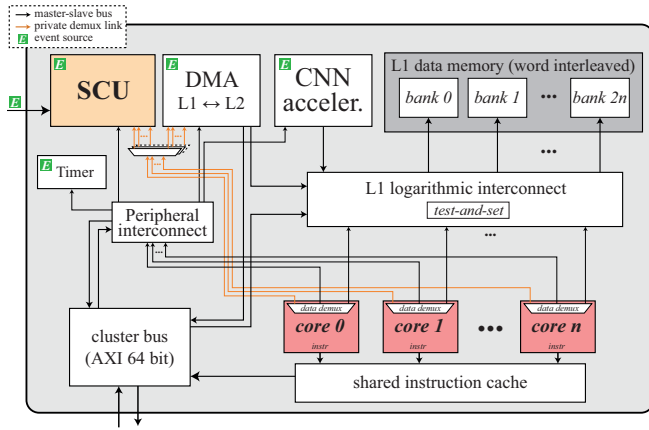 master-slave bus
private demux link
E event source
E
E
SCU
E
DMA
L1 ↔ L2
E
CNN
acceler.
L1 data memory (word interleaved)
bank 0
bank 1
...
bank 2n
...
...
...
E
Timer
Peripheral
interconnect
...
L1 logarithmic interconnect
test-and-set
...
cluster bus
(AXI 64 bit)
data demux
core 0
instr
data demux
core 1
instr
...
data demux
core n
instr
shared instruction cache